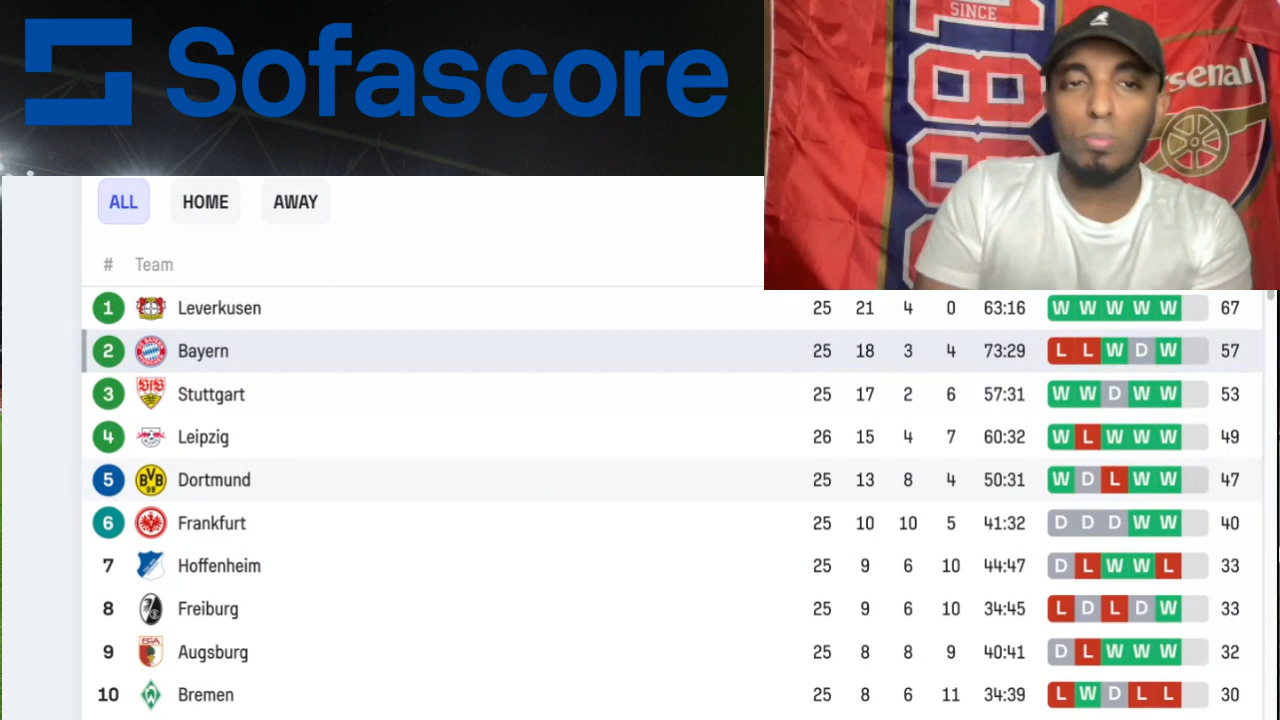 Sofascore
SINCE
1886
Arsenal
ALL HOME AWAY
# Team
1 Leverkusen 25 21 4 0 63:16 W W W W W 67
2 Bayern 25 18 3 4 73:29 L L W D W 57
3 Stuttgart 25 17 2 6 57:31 W W D W W 53
4 Leipzig 26 15 4 7 60:32 W L W W W 49
5 Dortmund 25 13 8 4 50:31 W D L W W 47
6 Frankfurt 25 10 10 5 41:32 D D D W W 40
7 Hoffenheim 25 9 6 10 44:47 D L W W L 33
8 Freiburg 25 9 6 10 34:45 L D L D W 33
9 Augsburg 25 8 8 9 40:41 D L W W W 32
10 Bremen 25 8 6 11 34:39 L W D L L 30